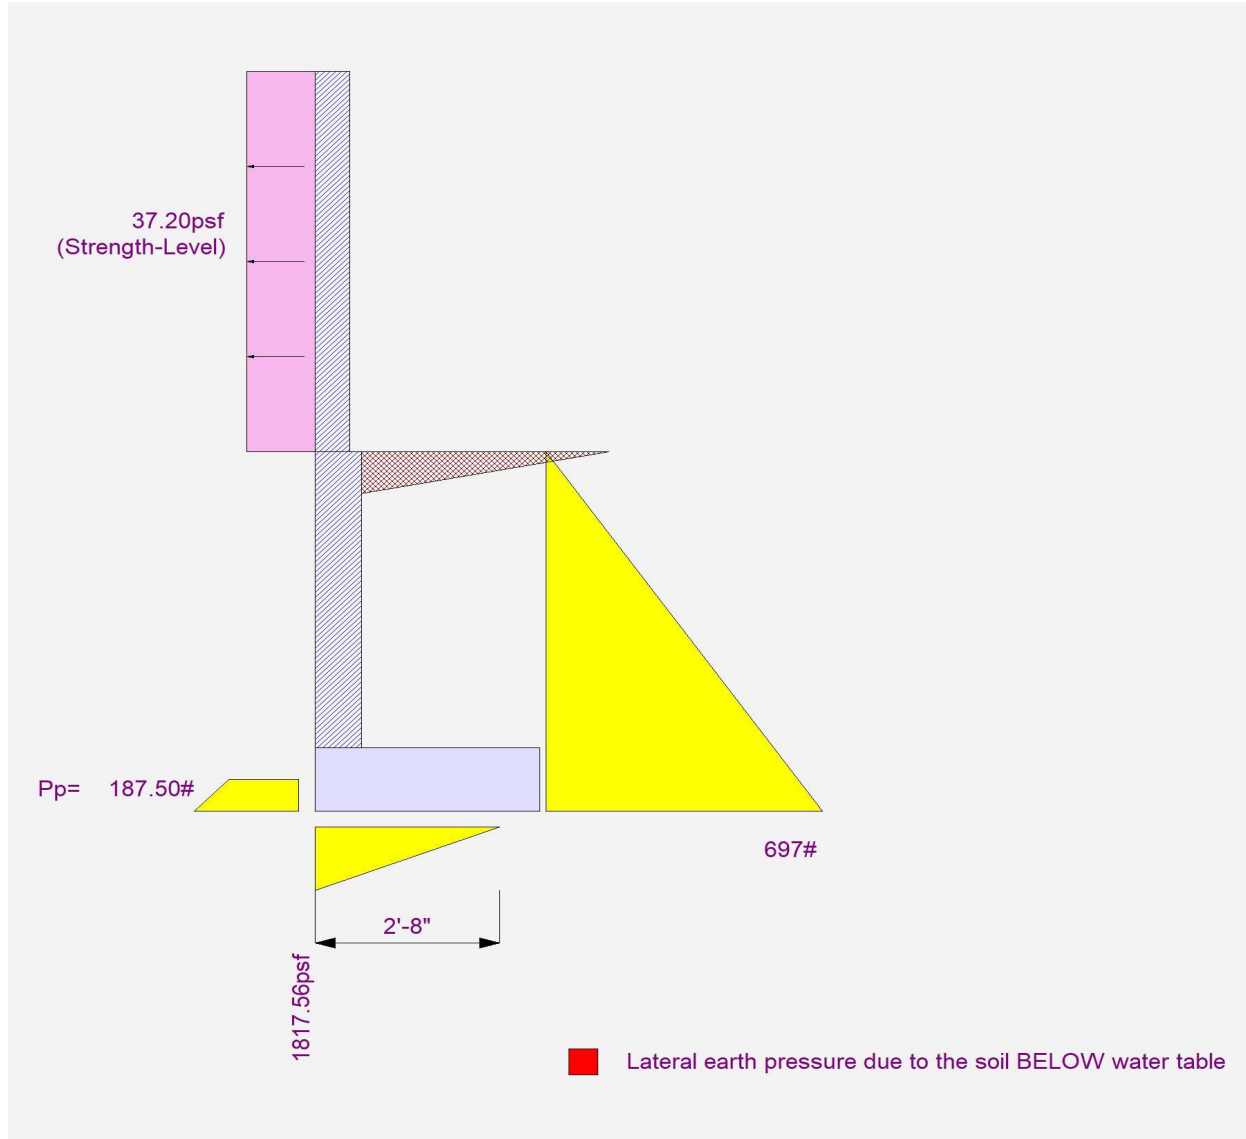 37.20psf
(Strength-Level)
Pp= 187.50#
697#
2'-8"
1817.56psf
Lateral earth pressure due to the soil BELOW water table